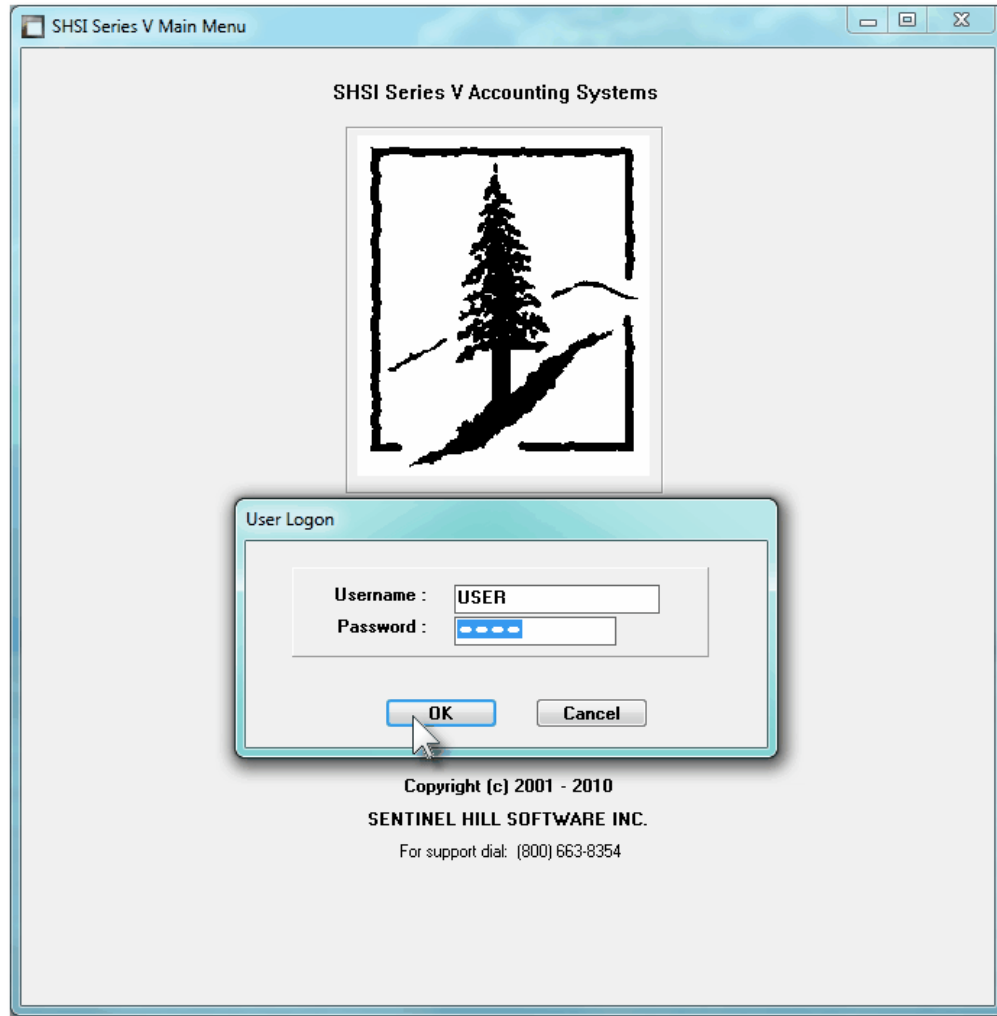 SHSI Series V Main Menu
SHSI Series V Accounting Systems
User Logon
Username : USER
Password :
OK Cancel
Copyright (c) 2001 - 2010
SENTINEL HILL SOFTWARE INC.
For support dial: (800) 663-8354